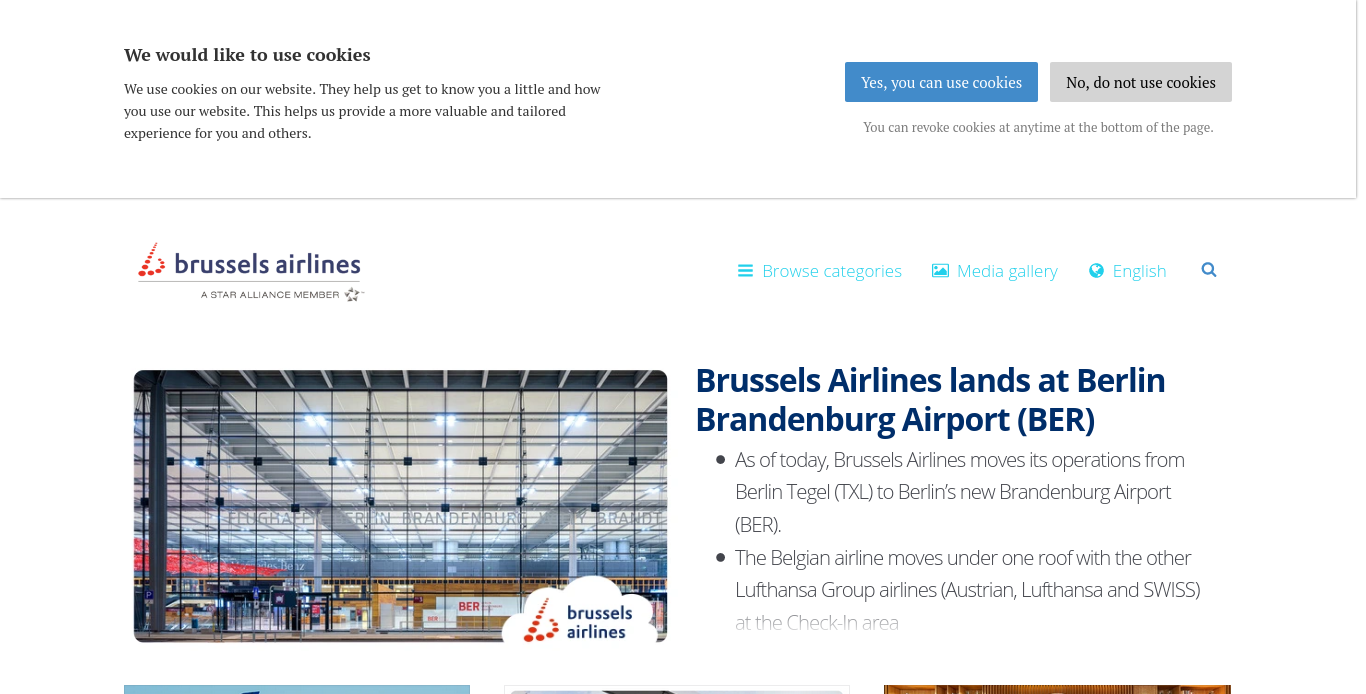 We would like to use cookies
We use cookies on our website. They help us get to know you a little and how
you use our website. This helps us provide a more valuable and tailored
experience for you and others.
Yes, you can use cookies
No, do not use cookies
You can revoke cookies at anytime at the bottom of the page.
brussels airlines
A STAR ALLIANCE MEMBER
Browse categories
Media gallery
English
FLUGHAFEN BERLIN BRANDENBURG WILLY BRANDT
BER
brussels
airlines
Brussels Airlines lands at Berlin
Brandenburg Airport (BER)
As of today, Brussels Airlines moves its operations from
Berlin Tegel (TXL) to Berlin’s new Brandenburg Airport
(BER).
The Belgian airline moves under one roof with the other
Lufthansa Group airlines (Austrian, Lufthansa and SWISS)
at the Check-In area